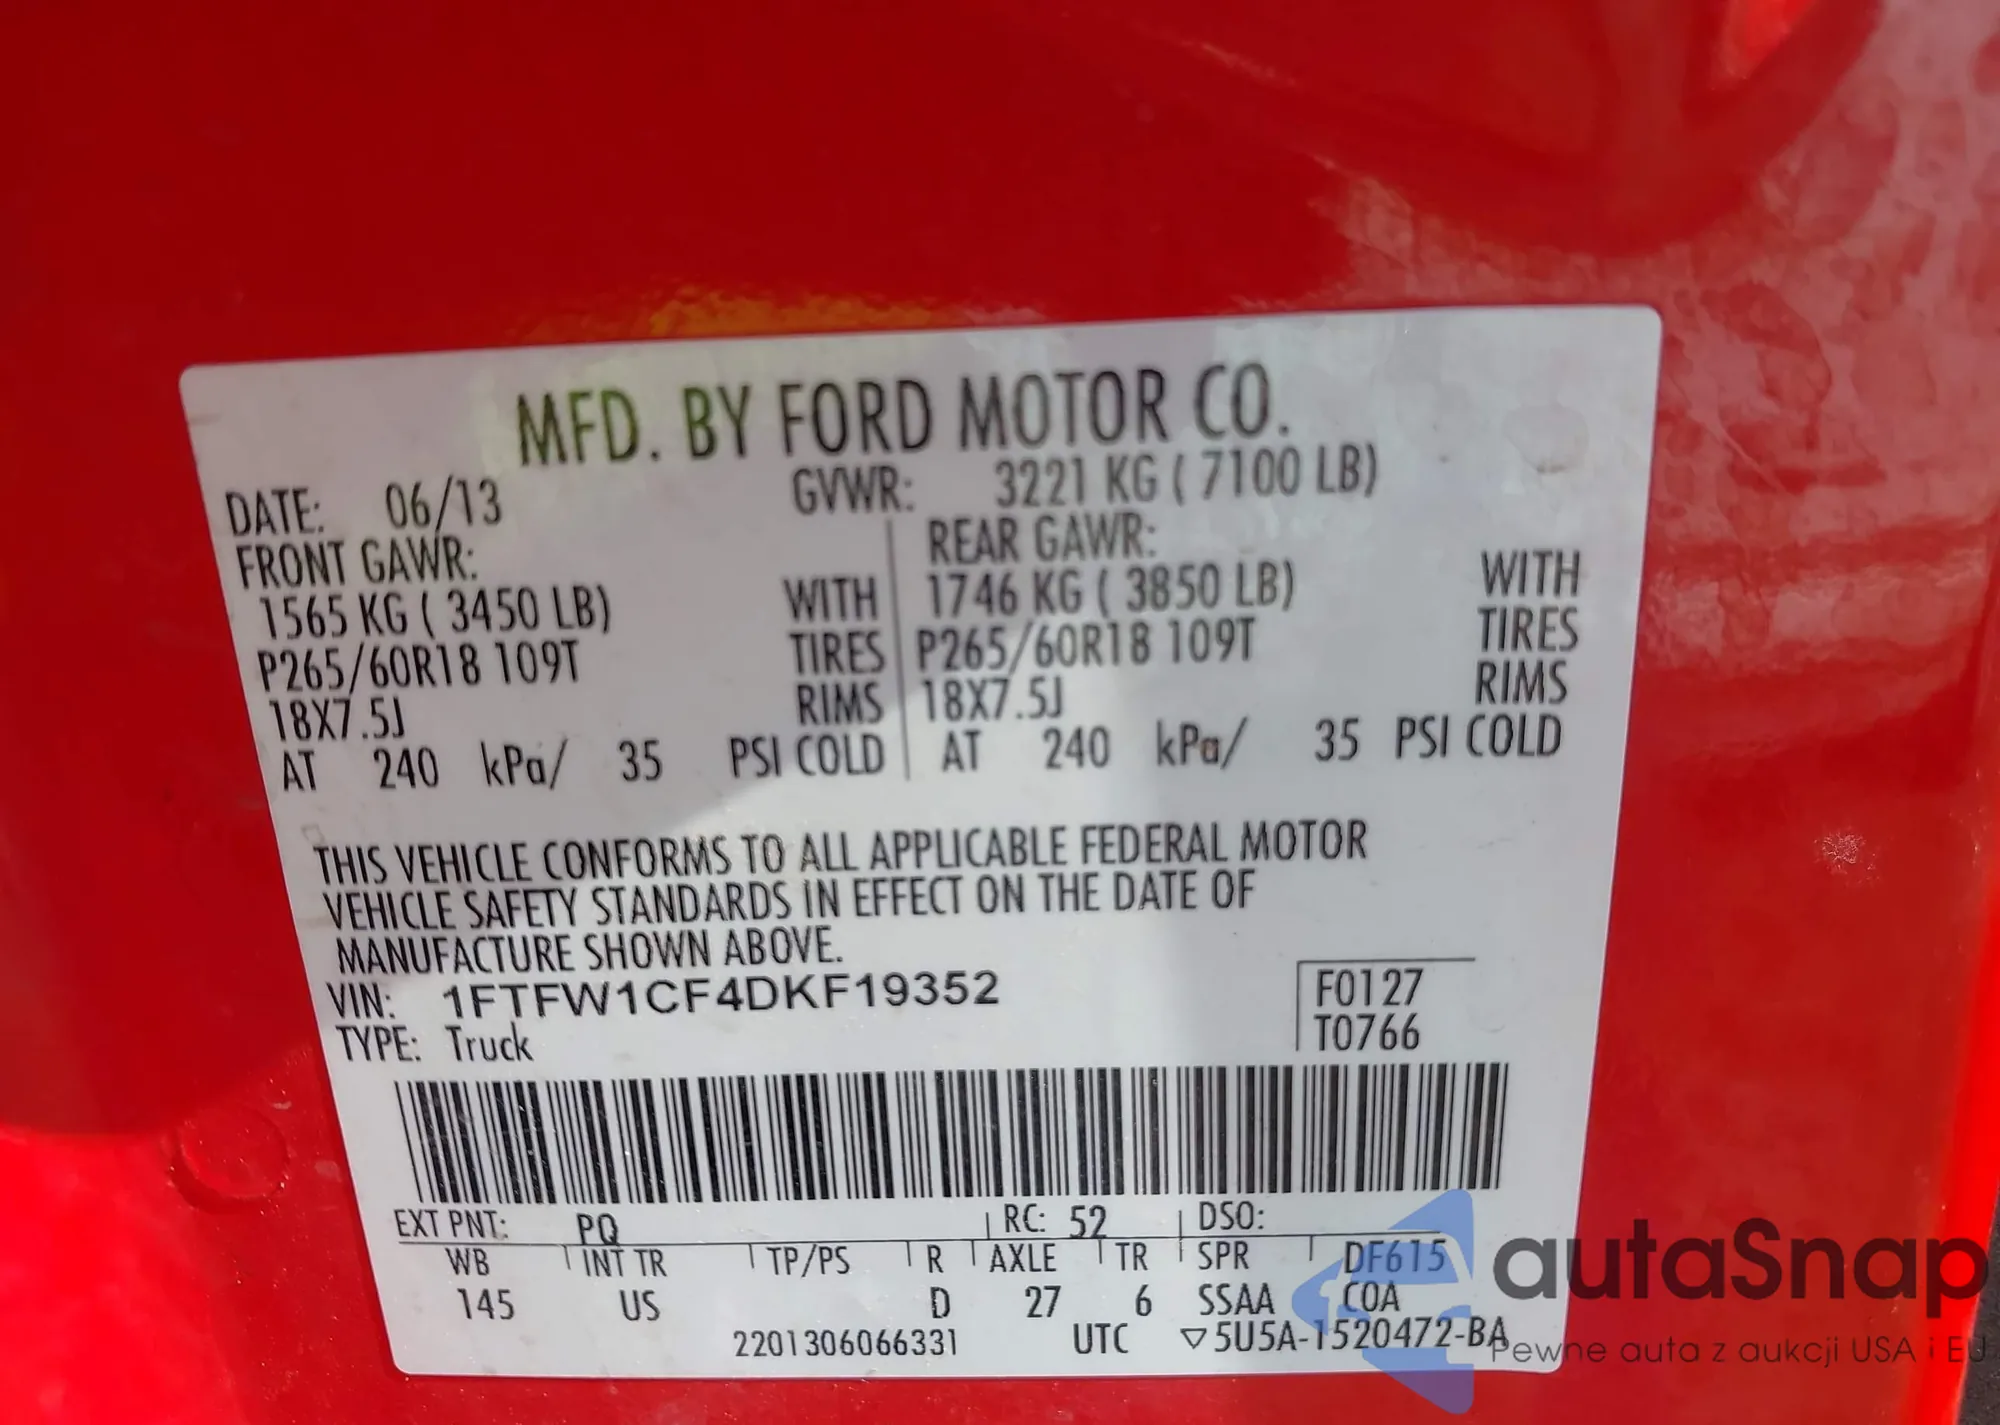 MFD. BY FORD MOTOR CO.
DATE: 06/13 GVWR: 3221 KG ( 7100 LB)
FRONT GAWR: REAR GAWR:
1565 KG ( 3450 LB) WITH 1746 KG ( 3850 LB) WITH
P265/60R18 109T TIRES P265/60R18 109T TIRES
18X7.5J RIMS 18X7.5J RIMS
AT 240 kPa/ 35 PSI COLD AT 240 kPa/ 35 PSI COLD
THIS VEHICLE CONFORMS TO ALL APPLICABLE FEDERAL MOTOR
VEHICLE SAFETY STANDARDS IN EFFECT ON THE DATE OF
MANUFACTURE SHOWN ABOVE.
VIN: 1FTFW1CF4DKF19352 F0127
TYPE: Truck T0766
EXT PNT: PQ RC: 52 DSO:
WB INT TR TP/PS R AXLE TR SPR DF615
145 US D 27 6 SSAA COA
2201306066331 UTC ▽5U5A-1520472-BA
autaSnap
Pewne auta z aukcji USA i EU